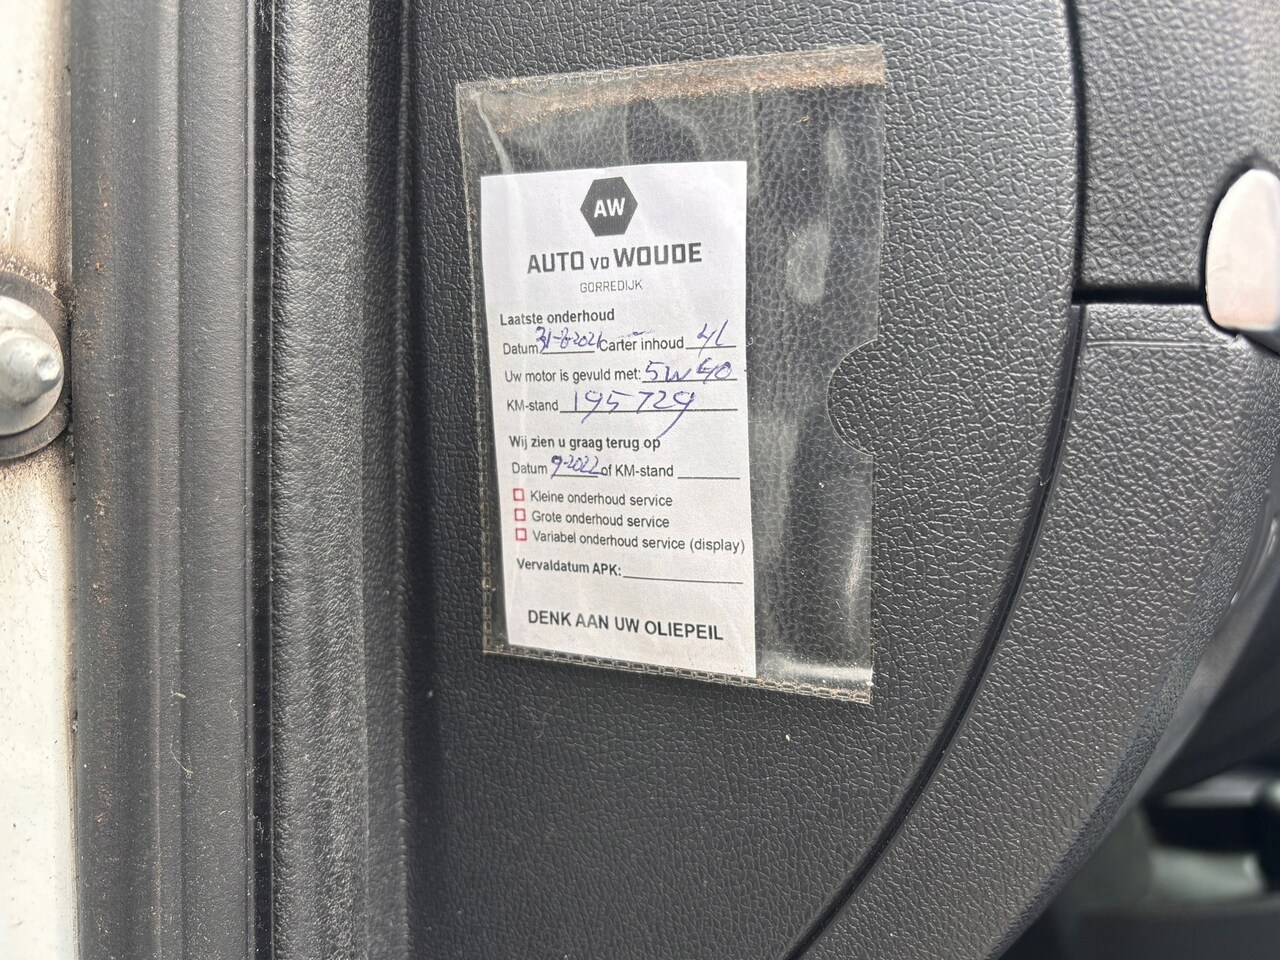 AW
AUTO VD WOUDE
GORREDIJK
Laatste onderhoud
Datum 31-8-2021 Carter inhoud 4L
Uw motor is gevuld met: 5W40
KM-stand 195729
Wij zien u graag terug op
Datum 9-2022 of KM-stand
Kleine onderhoud service
Grote onderhoud service
Variabel onderhoud service (display)
Vervaldatum APK:
DENK AAN UW OLIEPEIL